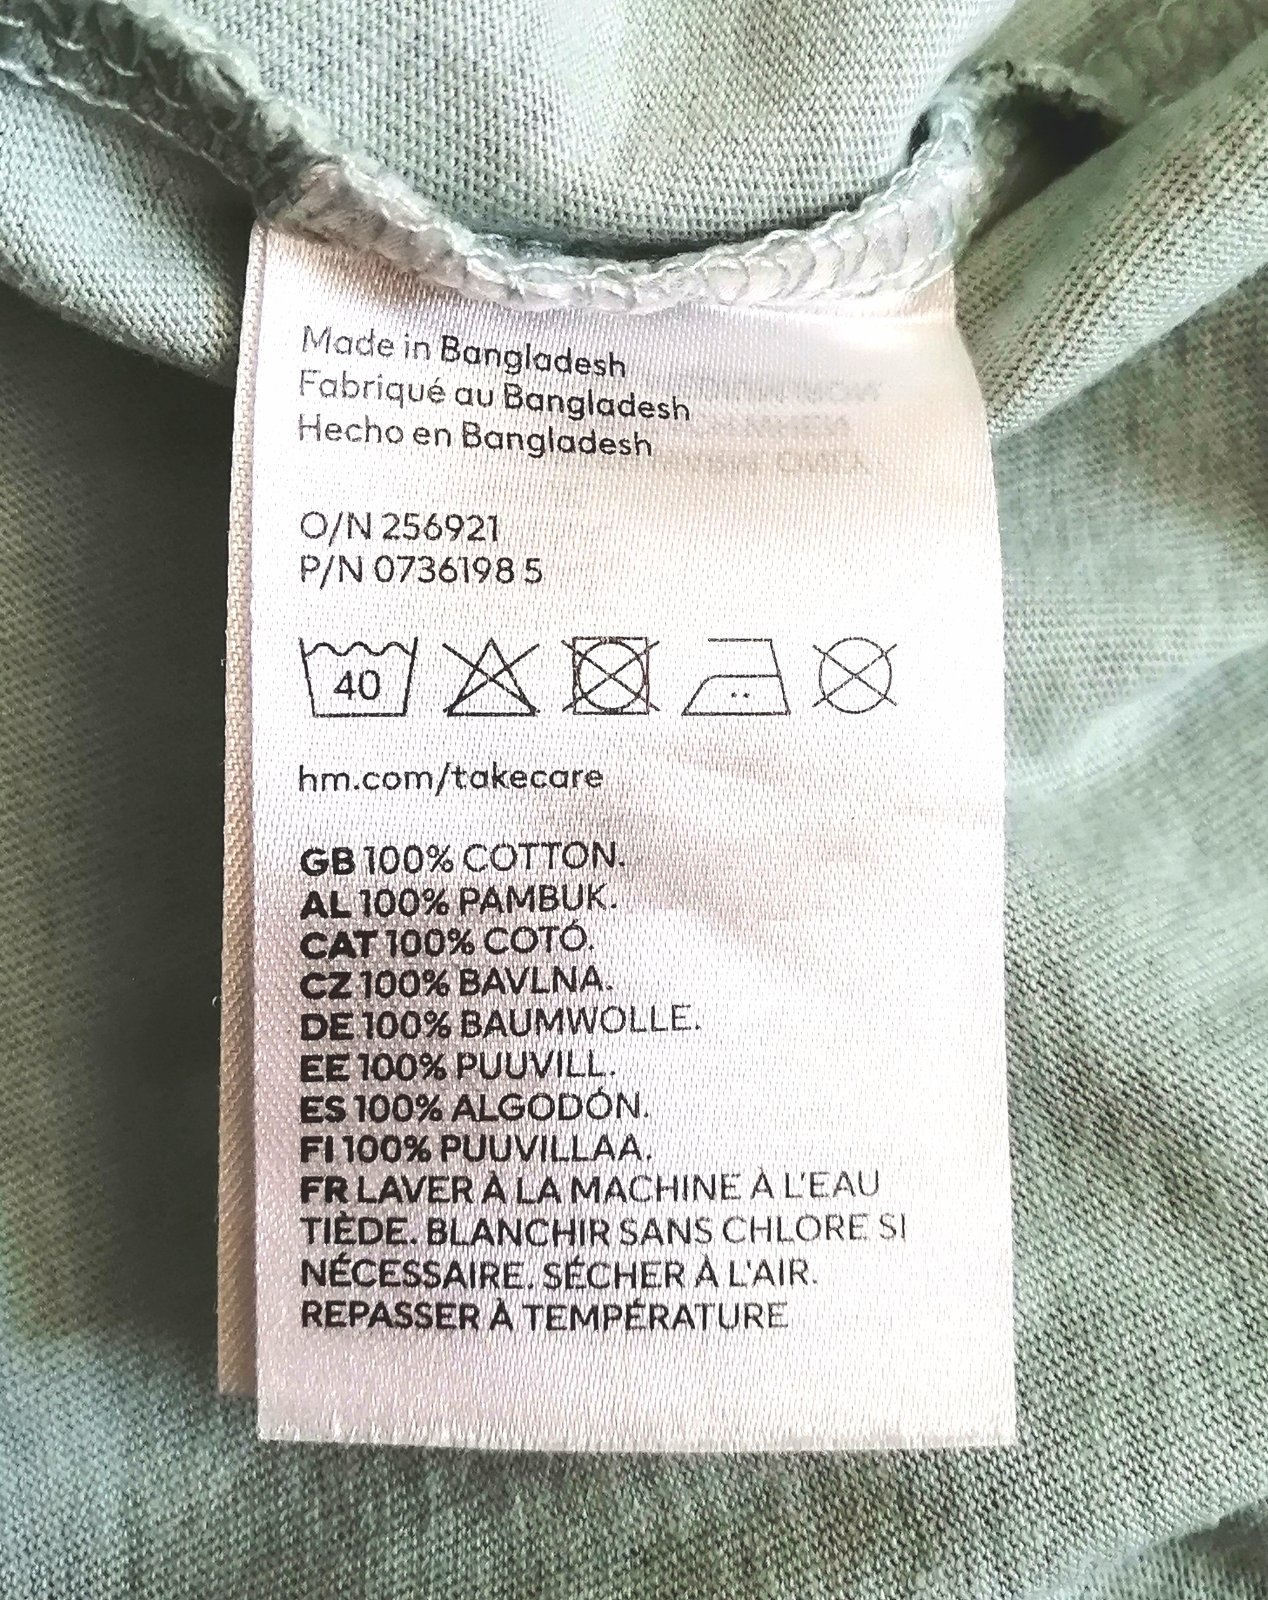 Made in Bangladesh
Fabriqué au Bangladesh
Hecho en Bangladesh
O/N 256921
P/N 0736198 5
40
hm.com/takecare
GB 100% COTTON.
AL 100% PAMBUK.
CAT 100% COTÓ.
CZ 100% BAVLNA.
DE 100% BAUMWOLLE.
EE 100% PUUVILL.
ES 100% ALGODÓN.
FI 100% PUUVILLAA.
FR LAVER À LA MACHINE À L'EAU
TIÈDE. BLANCHIR SANS CHLORE SI
NÉCESSAIRE. SÉCHER À L'AIR.
REPASSER À TEMPÉRATURE